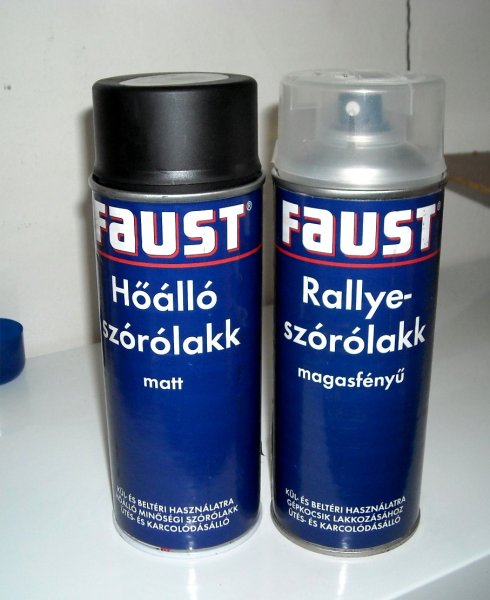 FAUST®
Hőálló
szórólakk
matt
KÜL- ÉS BELTÉRI HASZNÁLATRA
HŐÁLLÓ MINŐSÉGI SZÓRÓLAKK
ÜTÉS- ÉS KARCOLÓDÁSÁLLÓ
FAUST®
Rallye-
szórólakk
magasfényű
KÜL- ÉS BELTÉRI HASZNÁLATRA
GÉPKOCSIK LAKKOZÁSÁHOZ
ÜTÉS- ÉS KARCOLÓDÁSÁLLÓ